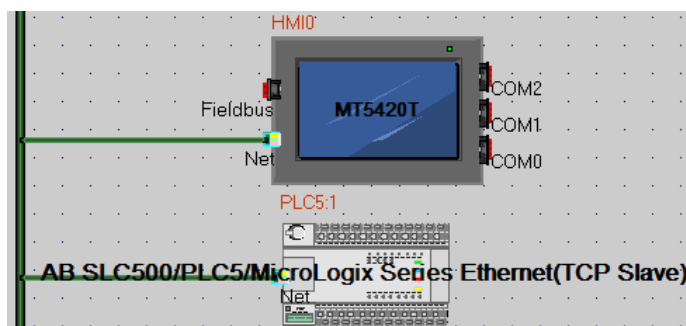 HMI0
COM2
Fieldbus
MT5420T
COM1
Net
COM0
PLC5:1
AB SLC500/PLC5/MicroLogix Series Ethernet(TCP Slave)
Net